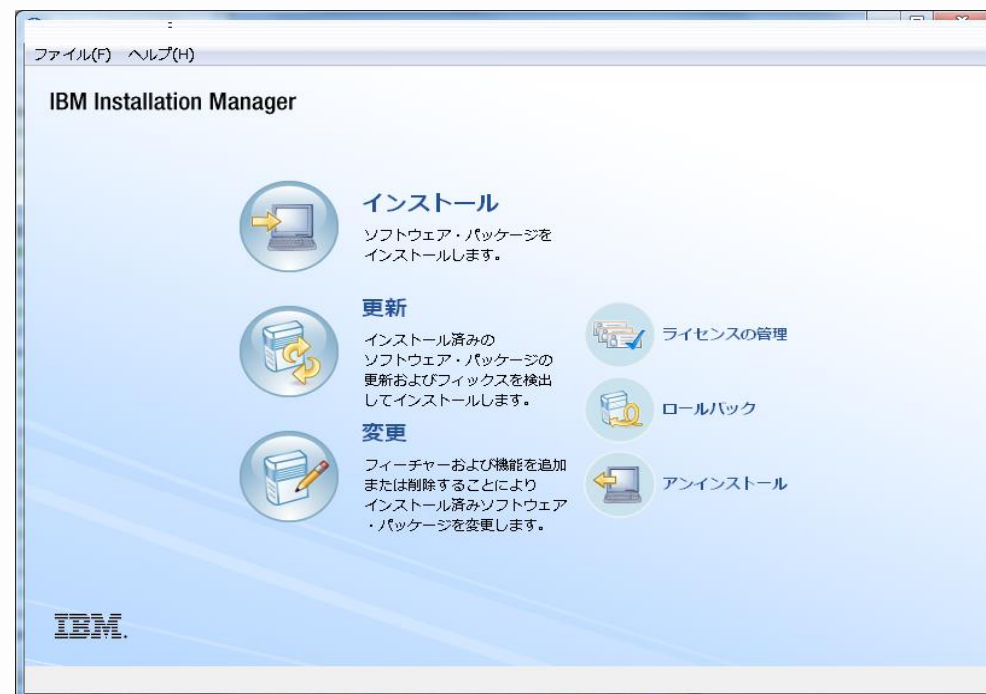 ファイル(F) ヘルプ(H)
IBM Installation Manager
インストール
ソフトウェア・パッケージを
インストールします。
更新
インストール済みの
ソフトウェア・パッケージの
更新およびフィックスを検出
してインストールします。
変更
フィーチャーおよび機能を追加
または削除することにより
インストール済みソフトウェア
・パッケージを変更します。
ライセンスの管理
ロールバック
アンインストール
IBM.